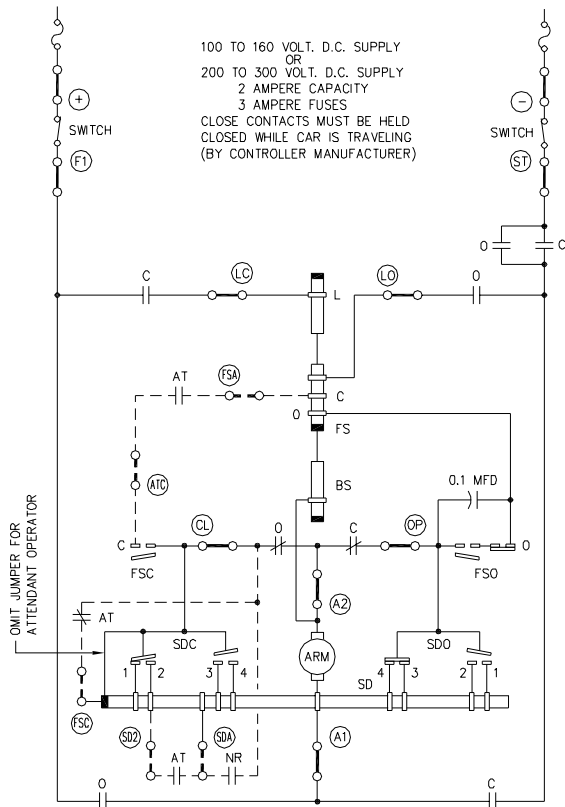 100 TO 160 VOLT. D.C. SUPPLY
OR
200 TO 300 VOLT. D.C. SUPPLY
2 AMPERE CAPACITY
3 AMPERE FUSES
CLOSE CONTACTS MUST BE HELD
CLOSED WHILE CAR IS TRAVELING
(BY CONTROLLER MANUFACTURER)
+
SWITCH
F1
-
SWITCH
ST
O
C
C
LC
L
LO
O
AT
FSA
C
O
FS
ATC
BS
0.1 MFD
C
FSC
CL
O
C
OP
FSO
O
OMIT JUMPER FOR
ATTENDANT OPERATOR
AT
A2
SDC
1
2
3
4
ARM
SDO
4
3
2
1
SD
FSC
SD2
AT
SDA
NR
A1
O
C